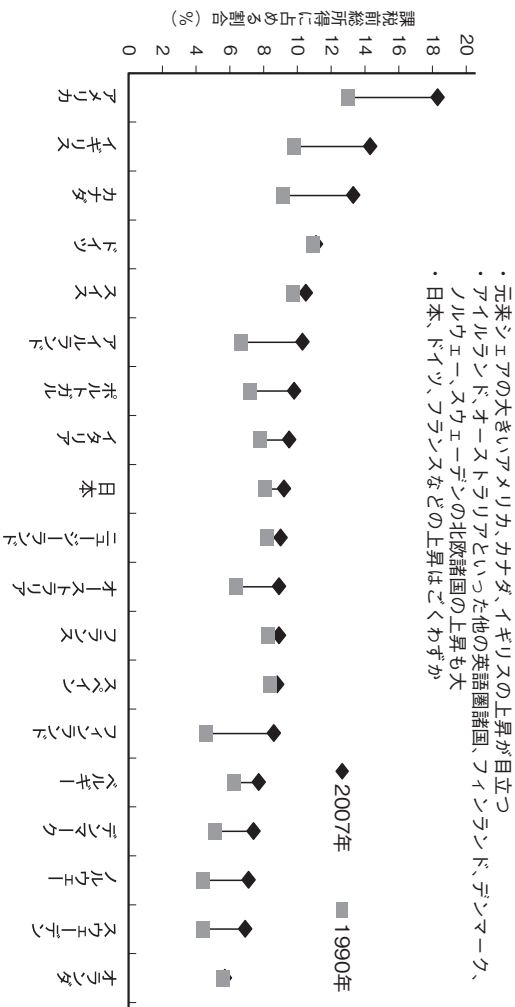 ・元来シェアの大きいアメリカ、カナダ、イギリスの上昇が目立つ
・アイルランド、オーストラリアといった他の英語圏諸国、フィンランド、デンマーク、
ノルウェー、スウェーデンの北欧諸国の上昇も大
・日本、ドイツ、フランスなどの上昇はごくわずか
課税前総所得に占める割合(%)
20
18
16
14
12
10
8
6
4
2
0
2007年
1990年
アメリカ
イギリス
カナダ
ドイツ
スイス
アイルランド
ポルトガル
イタリア
日本
ニュージーランド
オーストラリア
フランス
スペイン
フィンランド
ベルギー
デンマーク
ノルウェー
スウェーデン
オランダ